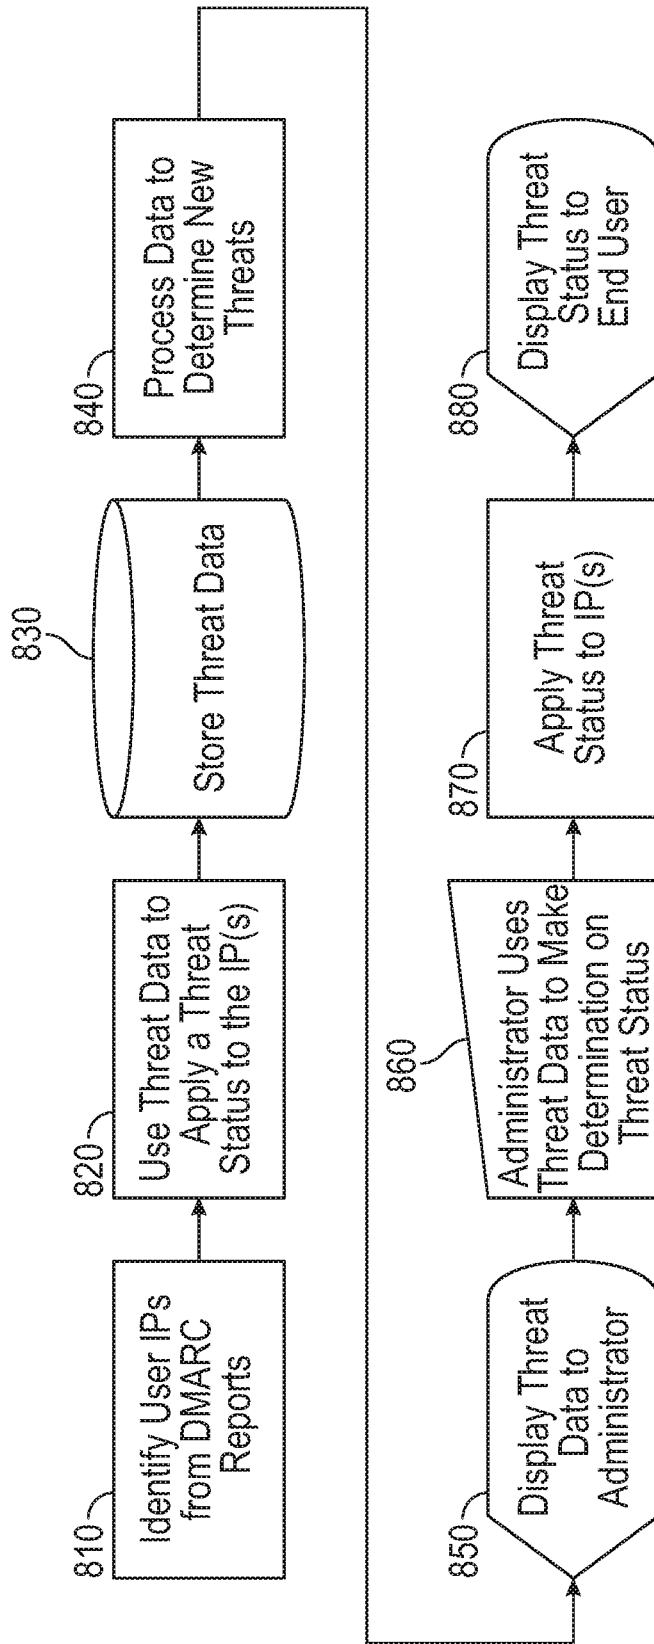 810
Identify User IPs
from DMARC
Reports
820
Use Threat Data to
Apply a Threat
Status to the IP(s)
830
Store Threat Data
840
Process Data to
Determine New
Threats
850
Display Threat
Data to
Administrator
860
Administrator Uses
Threat Data to Make
Determination on
Threat Status
870
Apply Threat
Status to IP(s)
880
Display Threat
Status to
End User